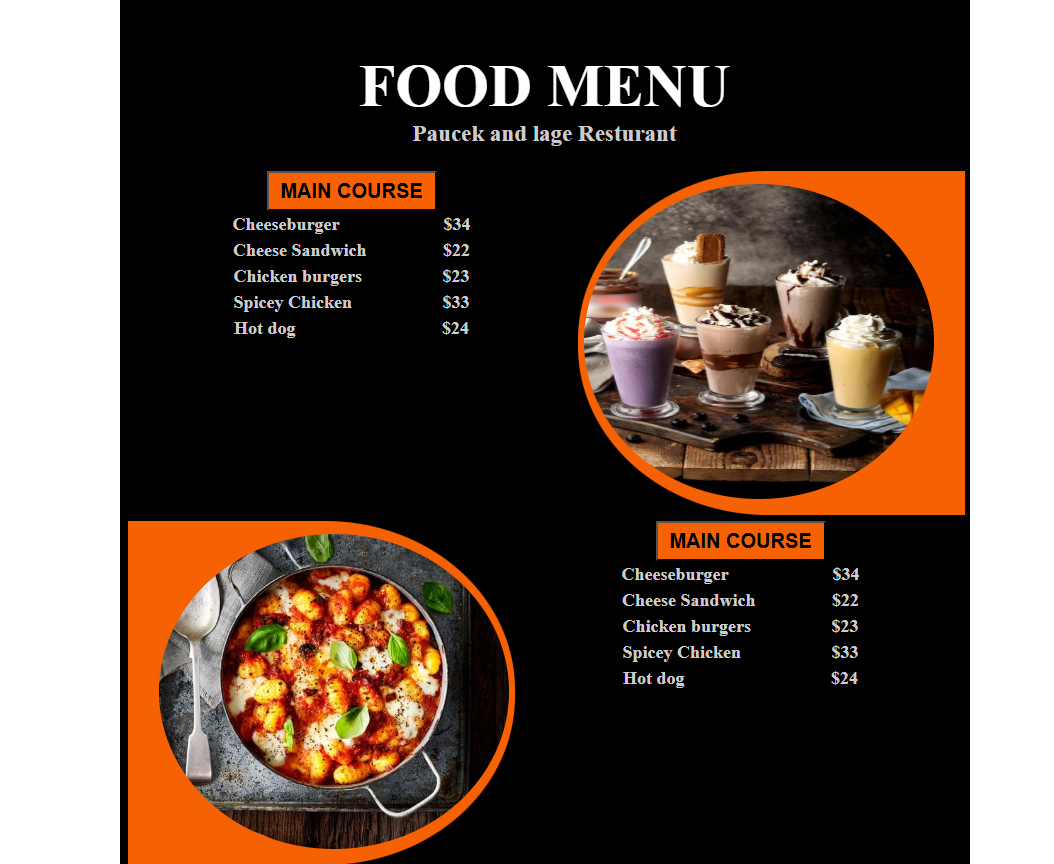 FOOD MENU
Paucek and lage Resturant
MAIN COURSE
Cheeseburger $34
Cheese Sandwich $22
Chicken burgers $23
Spicey Chicken $33
Hot dog $24
MAIN COURSE
Cheeseburger $34
Cheese Sandwich $22
Chicken burgers $23
Spicey Chicken $33
Hot dog $24